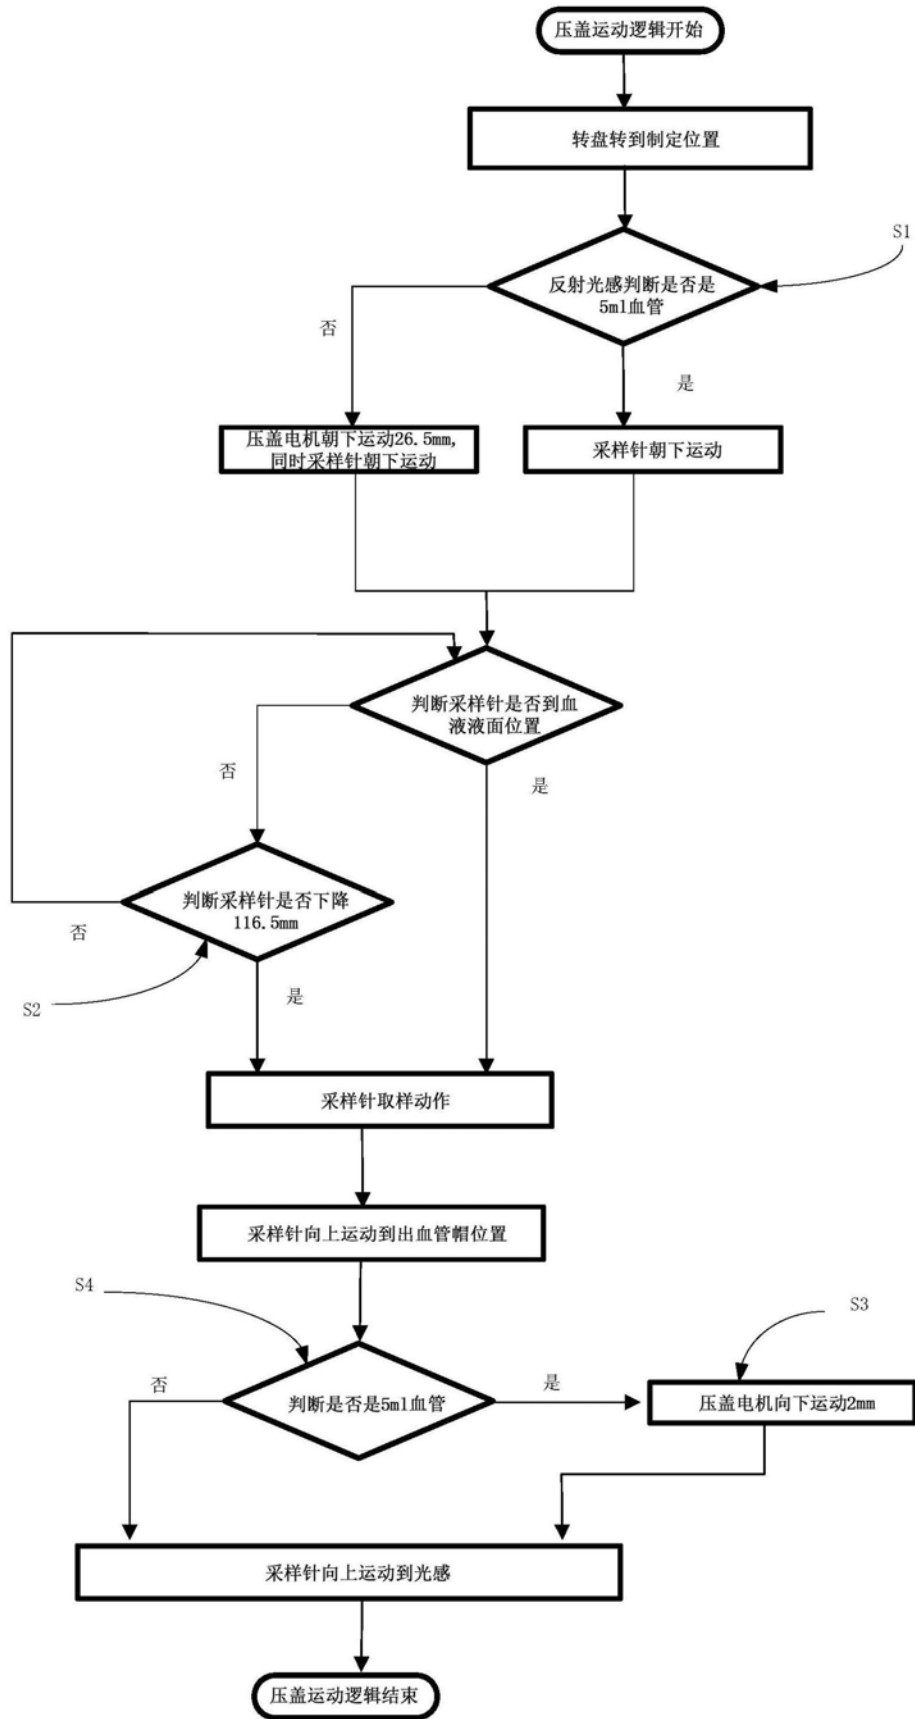 压盖运动逻辑开始
转盘转到制定位置
S1
反射光感判断是否是
5ml血管
否
是
压盖电机朝下运动26.5mm,
同时采样针朝下运动
采样针朝下运动
判断采样针是否到血
液液面位置
否
是
判断采样针是否下降
116.5mm
否
S2
是
采样针取样动作
采样针向上运动到出血管帽位置
S4
S3
否
判断是否是5ml血管
是
压盖电机向下运动2mm
采样针向上运动到光感
压盖运动逻辑结束